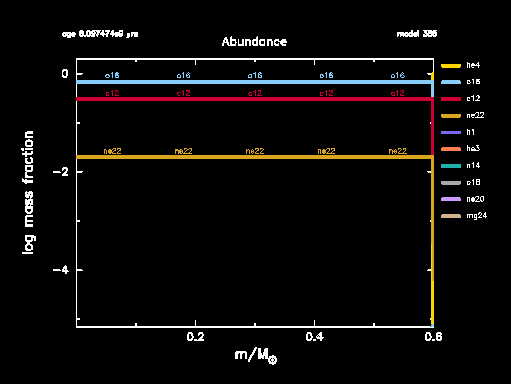 age 8.097474e9 yrs
model 386
Abundance
he4
o16
c12
ne22
h1
he3
n14
o18
ne20
mg24
o16 o16 o16 o16 o16
c12 c12 c12 c12 c12
ne22 ne22 ne22 ne22 ne22
0
-2
-4
log mass fraction
0.2 0.4 0.6
m/M☉